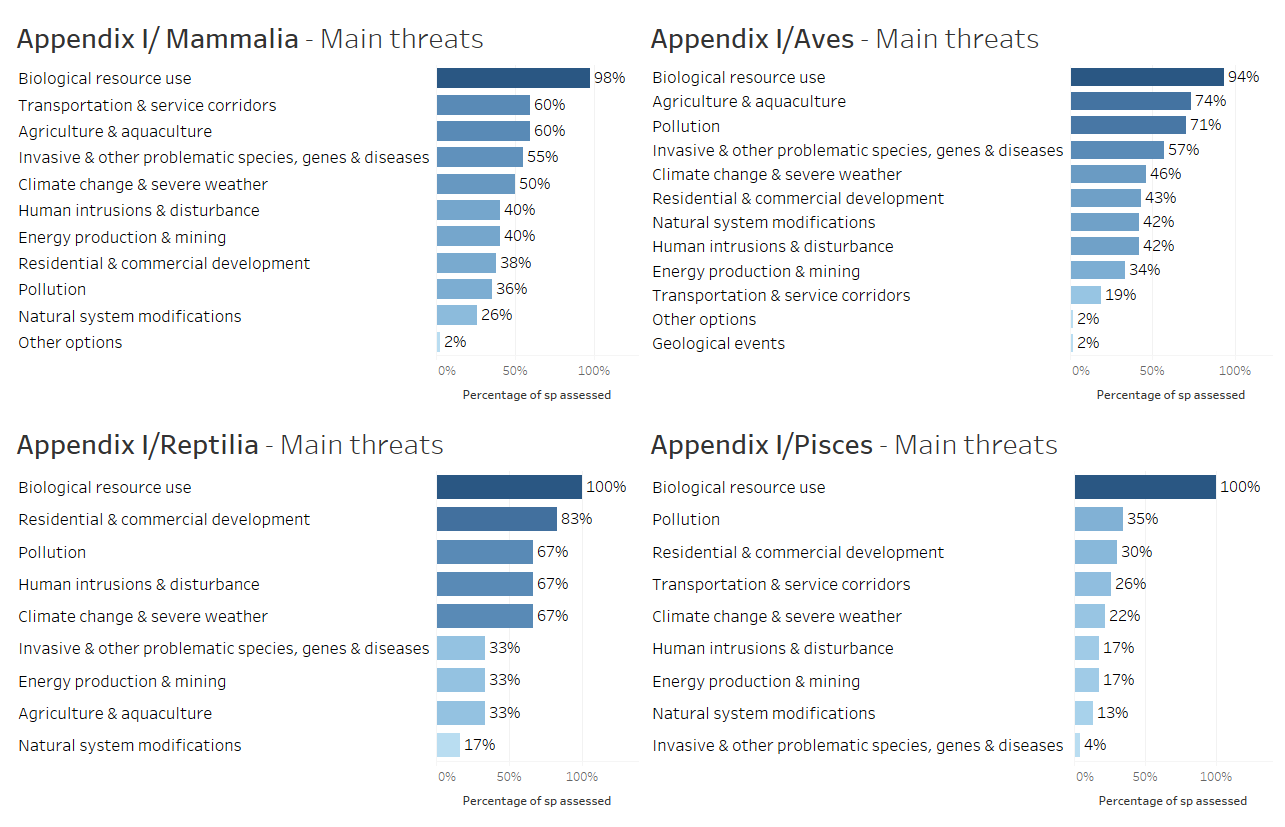 Appendix I/ Mammalia - Main threats
Biological resource use 98%
Transportation & service corridors 60%
Agriculture & aquaculture 60%
Invasive & other problematic species, genes & diseases 55%
Climate change & severe weather 50%
Human intrusions & disturbance 40%
Energy production & mining 40%
Residential & commercial development 38%
Pollution 36%
Natural system modifications 26%
Other options 2%
0% 50% 100%
Percentage of sp assessed
Appendix I/Aves - Main threats
Biological resource use 94%
Agriculture & aquaculture 74%
Pollution 71%
Invasive & other problematic species, genes & diseases 57%
Climate change & severe weather 46%
Residential & commercial development 43%
Natural system modifications 42%
Human intrusions & disturbance 42%
Energy production & mining 34%
Transportation & service corridors 19%
Other options 2%
Geological events 2%
0% 50% 100%
Percentage of sp assessed
Appendix I/Reptilia - Main threats
Biological resource use 100%
Residential & commercial development 83%
Pollution 67%
Human intrusions & disturbance 67%
Climate change & severe weather 67%
Invasive & other problematic species, genes & diseases 33%
Energy production & mining 33%
Agriculture & aquaculture 33%
Natural system modifications 17%
0% 50% 100%
Percentage of sp assessed
Appendix I/Pisces - Main threats
Biological resource use 100%
Pollution 35%
Residential & commercial development 30%
Transportation & service corridors 26%
Climate change & severe weather 22%
Human intrusions & disturbance 17%
Energy production & mining 17%
Natural system modifications 13%
Invasive & other problematic species, genes & diseases 4%
0% 50% 100%
Percentage of sp assessed